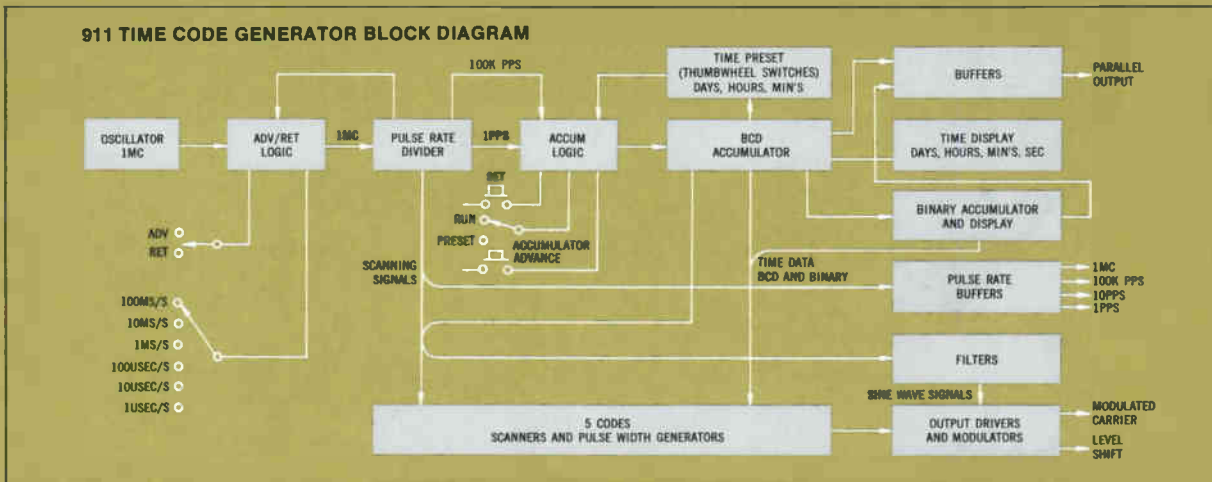 911 TIME CODE GENERATOR BLOCK DIAGRAM
100K PPS
TIME PRESET
(THUMBWHEEL SWITCHES)
DAYS, HOURS, MIN'S
BUFFERS
PARALLEL
OUTPUT
OSCILLATOR
1MC
ADV/RET
LOGIC
1MC
PULSE RATE
DIVIDER
1PPS
ACCUM
LOGIC
BCD
ACCUMULATOR
TIME DISPLAY
DAYS, HOURS, MIN'S, SEC
SET
RUN
PRESET
ACCUMULATOR
ADVANCE
BINARY ACCUMULATOR
AND DISPLAY
ADV
RET
SCANNING
SIGNALS
TIME DATA
BCD AND BINARY
PULSE RATE
BUFFERS
1MC
100K PPS
10PPS
1PPS
100MS/S
10MS/S
1MS/S
100USEC/S
10USEC/S
1USEC/S
FILTERS
SINE WAVE SIGNALS
5 CODES
SCANNERS AND PULSE WIDTH GENERATORS
OUTPUT DRIVERS
AND MODULATORS
MODULATED
CARRIER
LEVEL
SHIFT